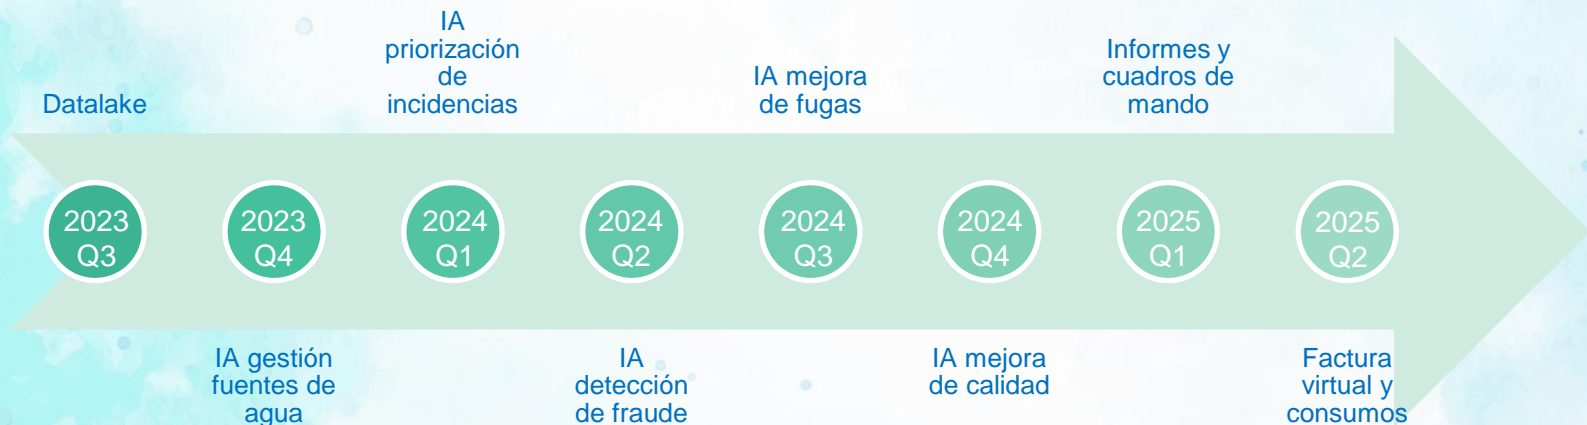 Datalake
IA
priorización
de
incidencias
IA mejora
de fugas
Informes y
cuadros de
mando
2023
Q3
2023
Q4
2024
Q1
2024
Q2
2024
Q3
2024
Q4
2025
Q1
2025
Q2
IA gestión
fuentes de
agua
IA
detección
de fraude
IA mejora
de calidad
Factura
virtual y
consumos